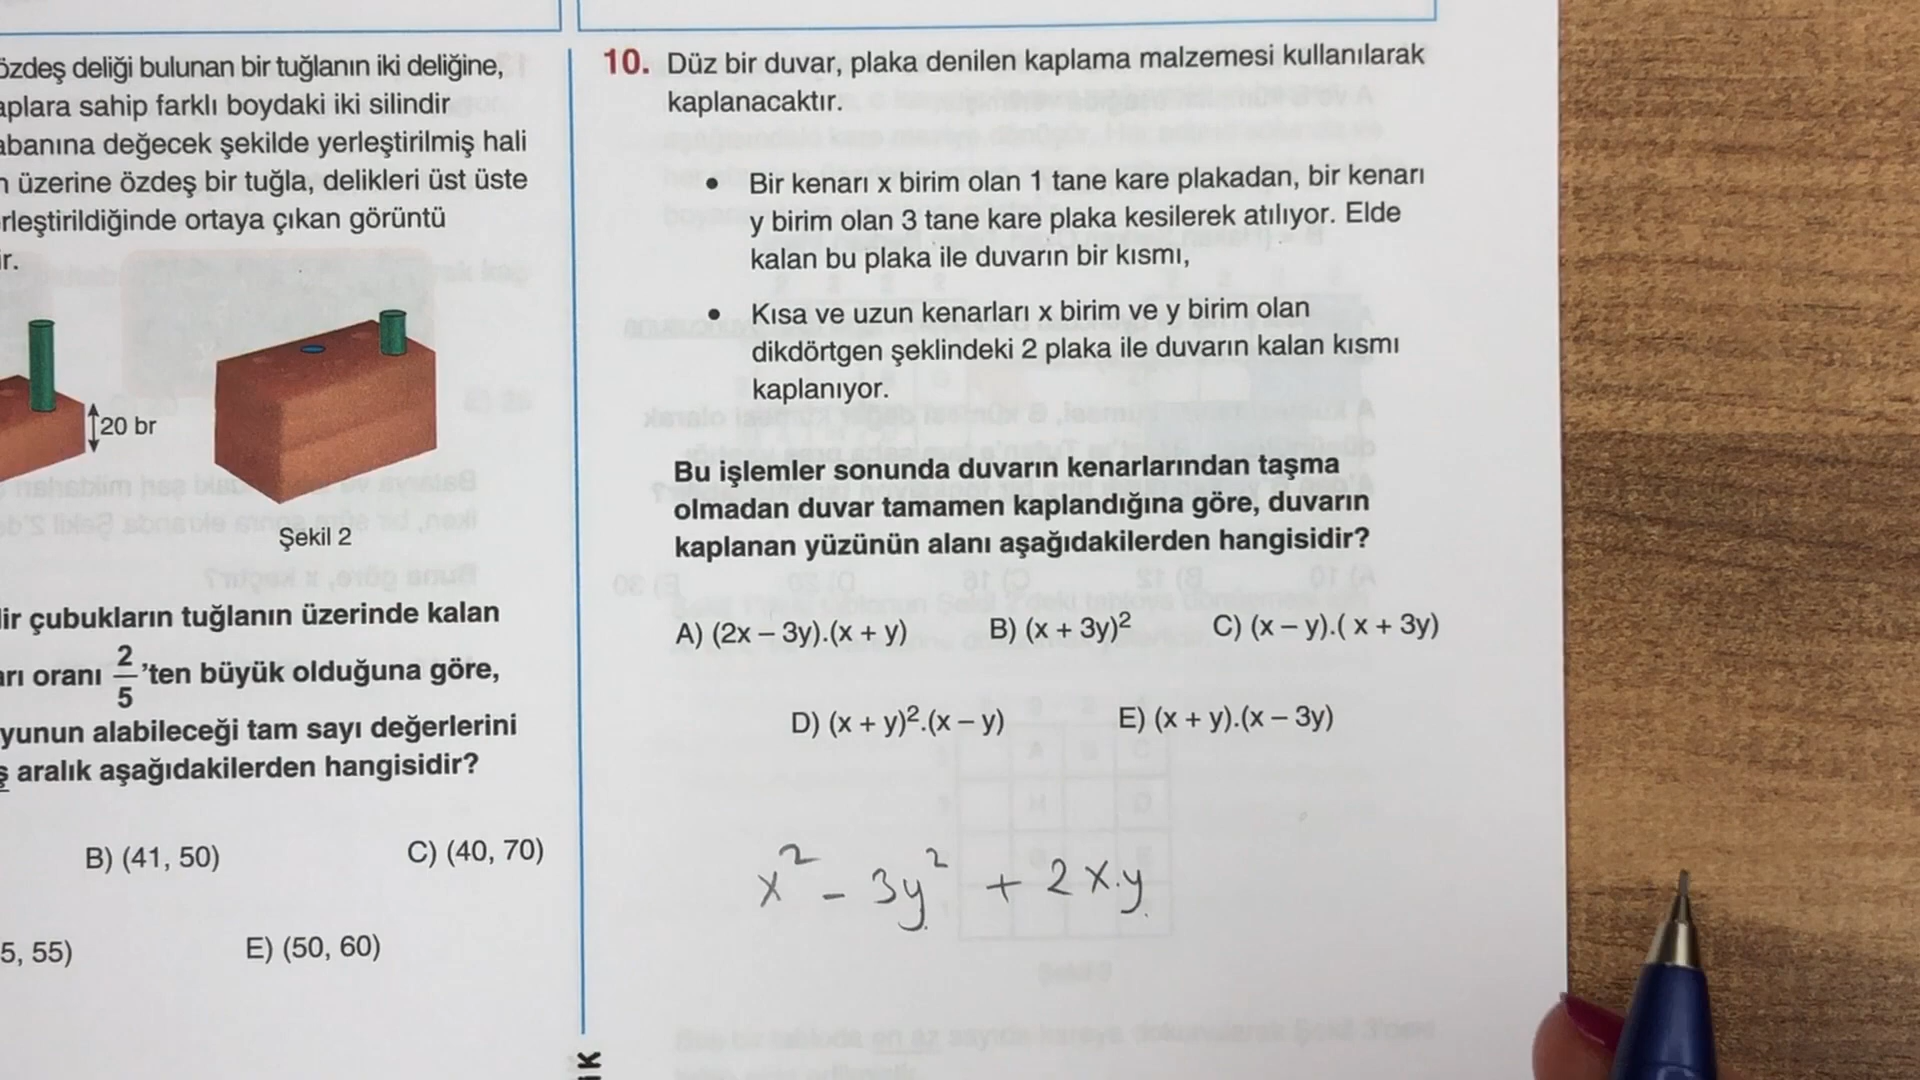 özdeş deliği bulunan bir tuğlanın iki deliğine,
aplara sahip farklı boydaki iki silindir
abanına değecek şekilde yerleştirilmiş hali
n üzerine özdeş bir tuğla, delikleri üst üste
rleştirildiğinde ortaya çıkan görüntü
ir.
20 br
Şekil 2
lir çubukların tuğlanın üzerinde kalan
arı oranı 2/5 'ten büyük olduğuna göre,
yunun alabileceği tam sayı değerlerini
ş aralık aşağıdakilerden hangisidir?
B) (41, 50) C) (40, 70)
5, 55) E) (50, 60)
10. Düz bir duvar, plaka denilen kaplama malzemesi kullanılarak
kaplanacaktır.
• Bir kenarı x birim olan 1 tane kare plakadan, bir kenarı
y birim olan 3 tane kare plaka kesilerek atılıyor. Elde
kalan bu plaka ile duvarın bir kısmı,
• Kısa ve uzun kenarları x birim ve y birim olan
dikdörtgen şeklindeki 2 plaka ile duvarın kalan kısmı
kaplanıyor.
Bu işlemler sonunda duvarın kenarlarından taşma
olmadan duvar tamamen kaplandığına göre, duvarın
kaplanan yüzünün alanı aşağıdakilerden hangisidir?
A) (2x – 3y).(x + y) B) (x + 3y)² C) (x – y).( x + 3y)
D) (x + y)².(x – y) E) (x + y).(x – 3y)
x² - 3y² + 2x.y
İK